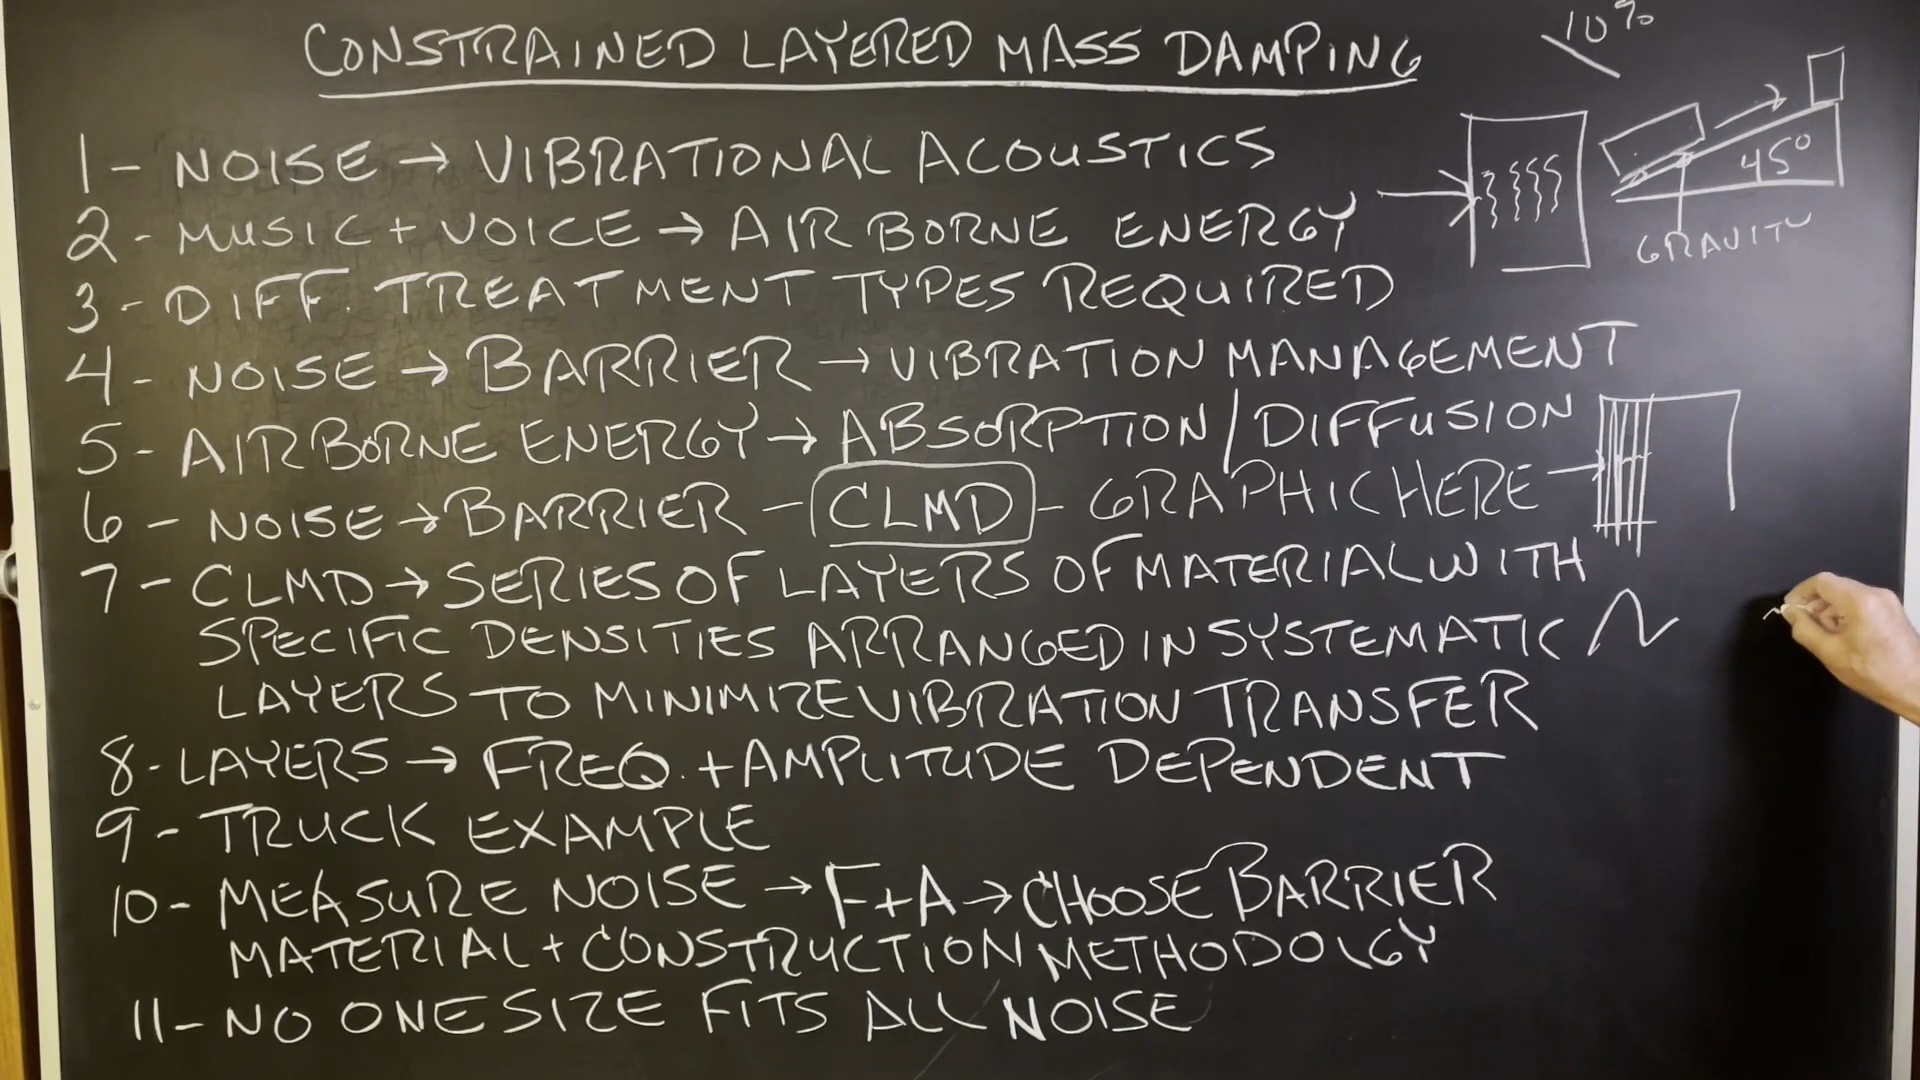 CONSTRAINED LAYERED MASS DAMPING
10%
1 - NOISE → VIBRATIONAL ACOUSTICS
45°
2 - MUSIC + VOICE → AIR BORNE ENERGY →
GRAVITY
3 - DIFF. TREATMENT TYPES REQUIRED
4 - NOISE → BARRIER → VIBRATION MANAGEMENT
5 - AIR BORNE ENERGY → ABSORPTION / DIFFUSION
6 - NOISE → BARRIER - CLMD - GRAPHIC HERE →
7 - CLMD → SERIES OF LAYERS OF MATERIAL WITH
SPECIFIC DENSITIES ARRANGED IN SYSTEMATIC
LAYERS TO MINIMIZE VIBRATION TRANSFER
8 - LAYERS → FREQ. + AMPLITUDE DEPENDENT
9 - TRUCK EXAMPLE
10 - MEASURE NOISE → F+A → CHOOSE BARRIER
MATERIAL + CONSTRUCTION METHODOLGY
11 - NO ONE SIZE FITS ALL NOISE